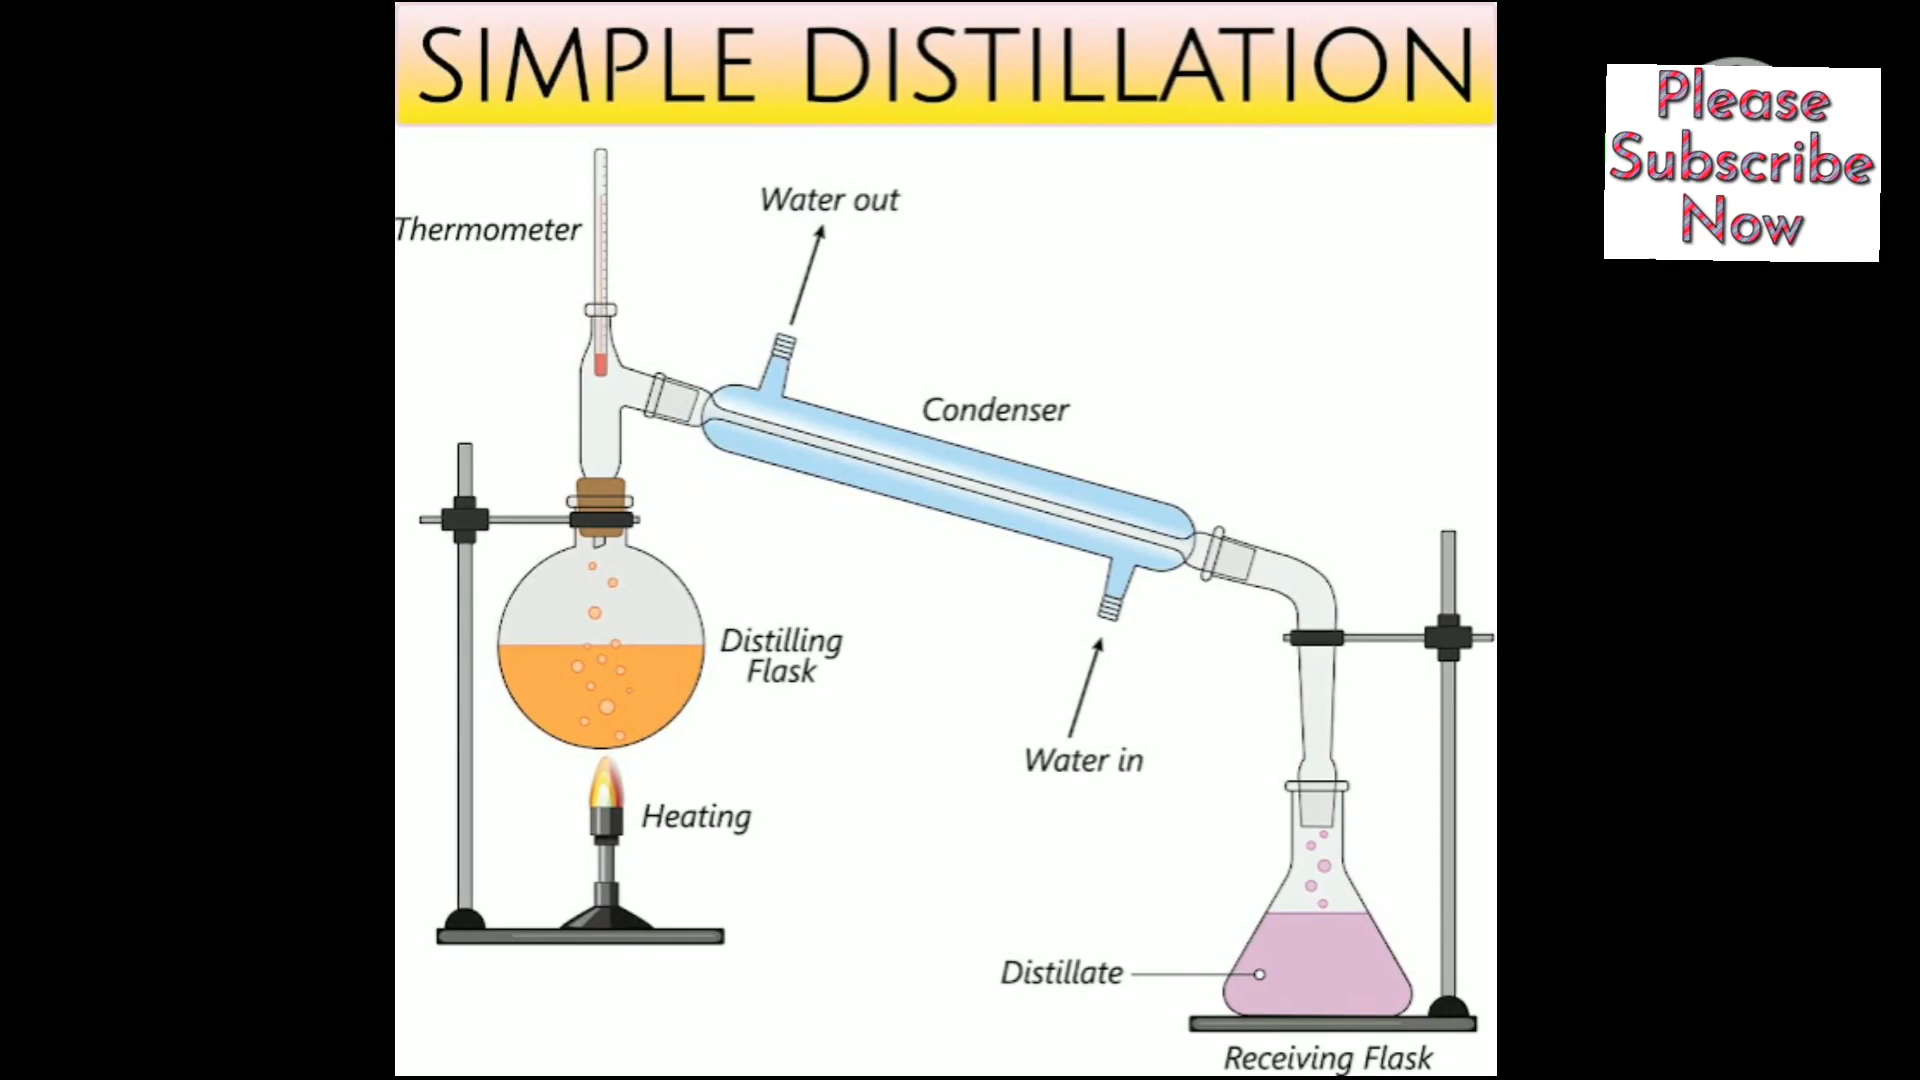 SIMPLE DISTILLATION
Please
Subscribe
Now
Water out
Thermometer
Condenser
Distilling
Flask
Water in
Heating
Distillate
Receiving Flask